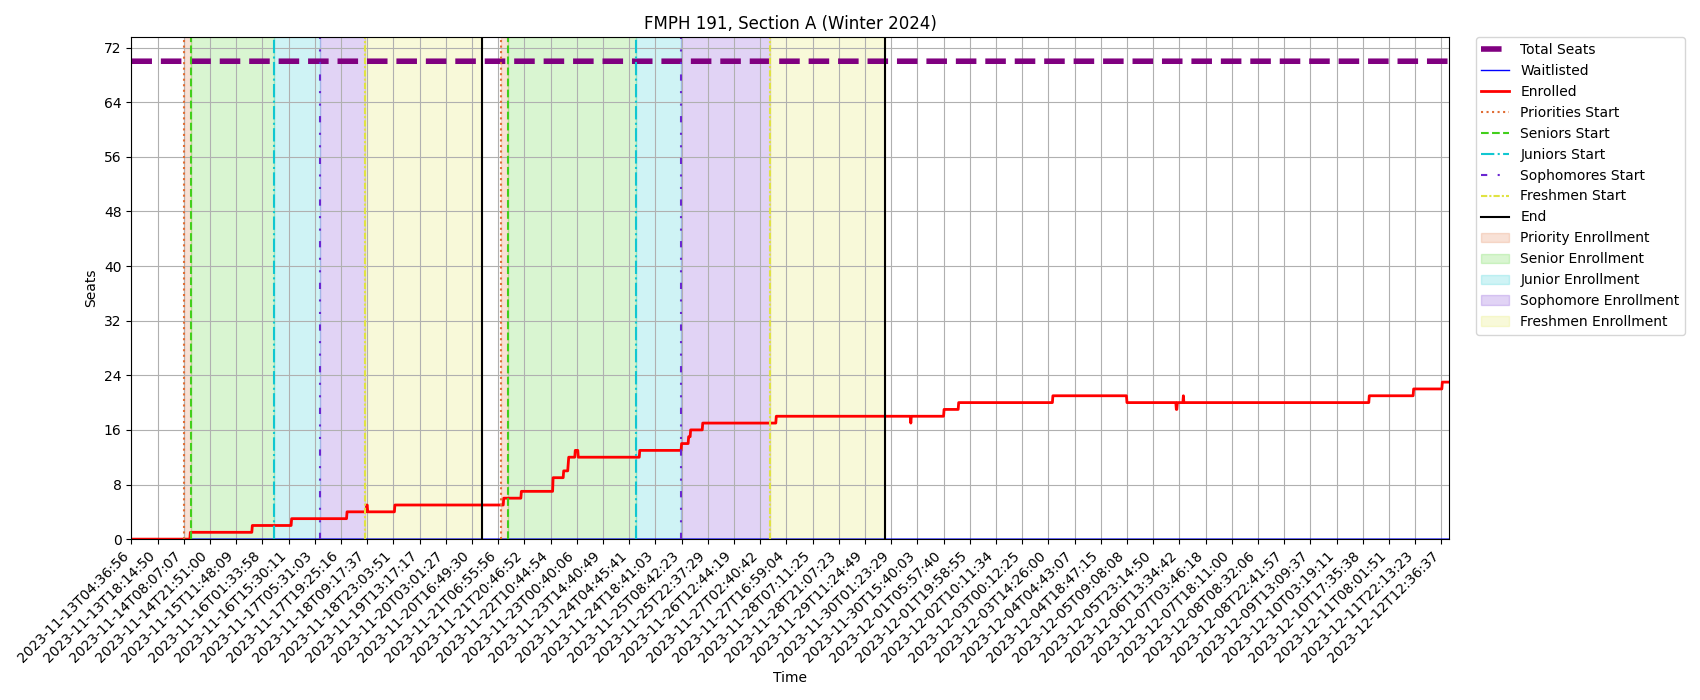 FMPH 191, Section A (Winter 2024)
72
64
56
48
40
32
24
16
8
0
Seats
2023-11-13T04:36:56
2023-11-13T18:14:50
2023-11-14T08:07:07
2023-11-14T21:51:00
2023-11-15T11:48:09
2023-11-16T01:33:58
2023-11-16T15:30:11
2023-11-17T05:31:03
2023-11-17T19:25:16
2023-11-18T09:17:37
2023-11-18T23:03:51
2023-11-19T13:17:17
2023-11-20T03:01:27
2023-11-20T16:49:30
2023-11-21T06:55:56
2023-11-21T20:46:52
2023-11-22T10:44:54
2023-11-23T00:40:06
2023-11-23T14:40:49
2023-11-24T04:45:41
2023-11-24T18:41:03
2023-11-25T08:42:23
2023-11-25T22:37:29
2023-11-26T12:44:19
2023-11-27T02:40:42
2023-11-27T16:59:04
2023-11-28T07:11:25
2023-11-28T21:07:23
2023-11-29T11:24:49
2023-11-30T01:23:29
2023-11-30T15:40:03
2023-12-01T05:57:40
2023-12-01T19:58:55
2023-12-02T10:11:34
2023-12-03T00:12:25
2023-12-03T14:26:00
2023-12-04T04:43:07
2023-12-04T18:47:15
2023-12-05T09:08:08
2023-12-05T23:14:50
2023-12-06T13:34:42
2023-12-07T03:46:18
2023-12-07T18:11:00
2023-12-08T08:32:06
2023-12-08T22:41:57
2023-12-09T13:09:37
2023-12-10T03:19:11
2023-12-10T17:35:38
2023-12-11T08:01:51
2023-12-11T22:13:23
2023-12-12T12:36:37
Time
Total Seats
Waitlisted
Enrolled
Priorities Start
Seniors Start
Juniors Start
Sophomores Start
Freshmen Start
End
Priority Enrollment
Senior Enrollment
Junior Enrollment
Sophomore Enrollment
Freshmen Enrollment